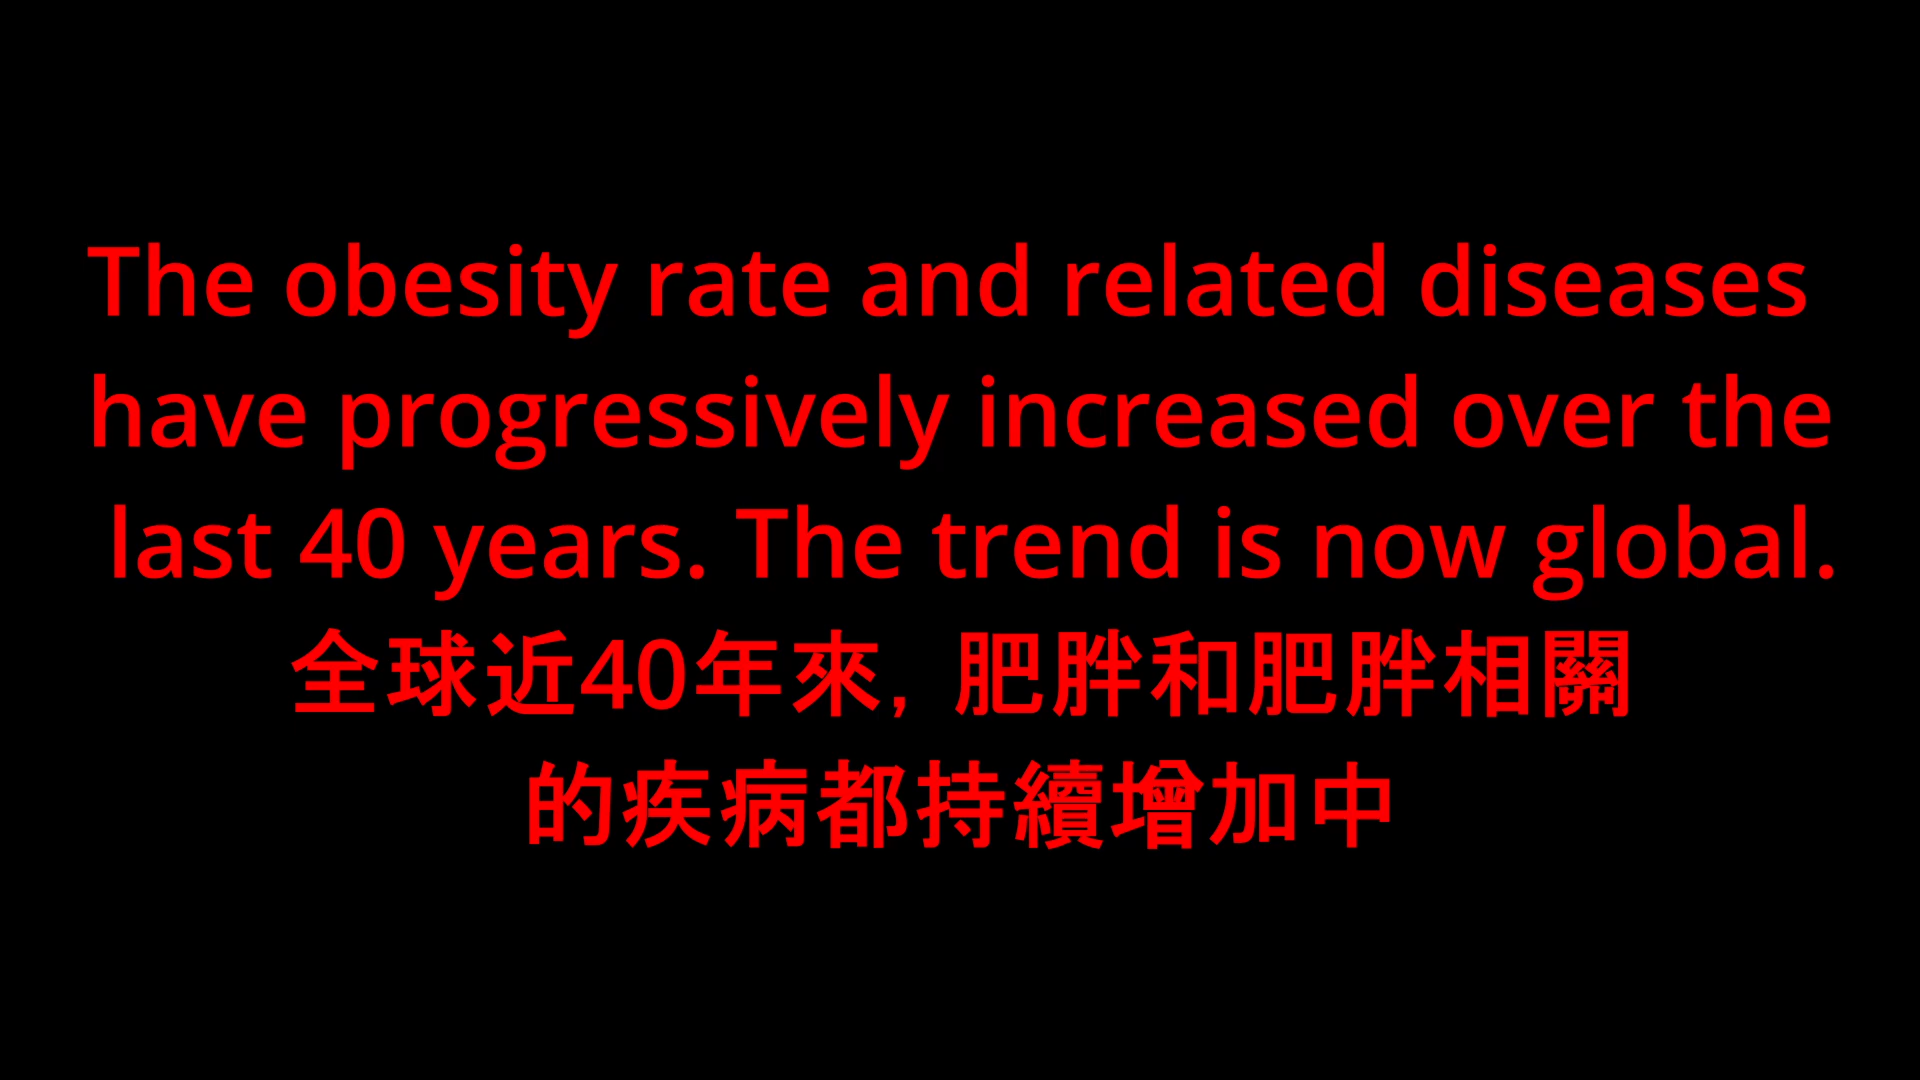 The obesity rate and related diseases
have progressively increased over the
last 40 years. The trend is now global.
全球近40年來, 肥胖和肥胖相關
的疾病都持續增加中